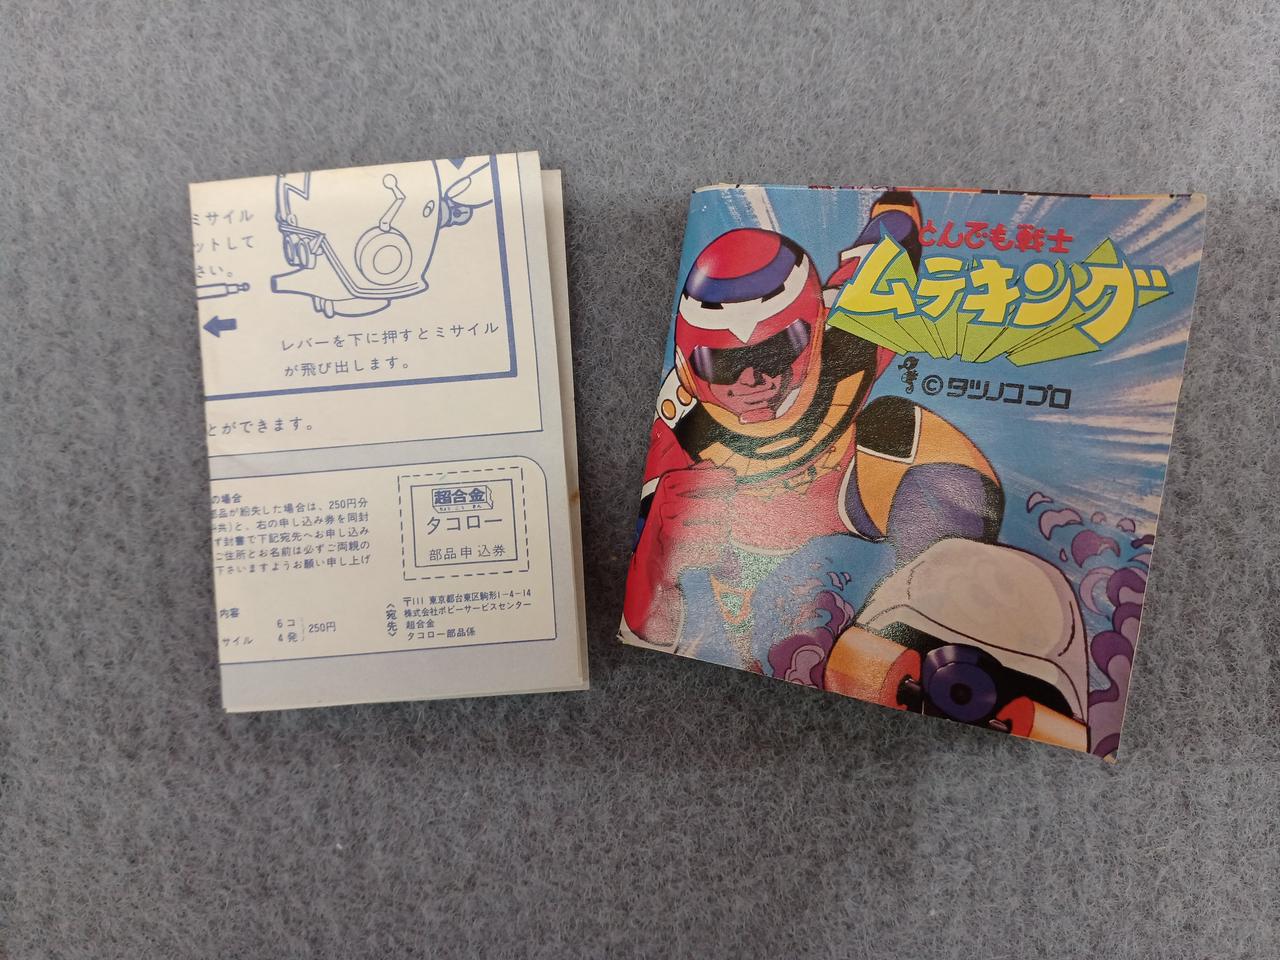 ミサイル
ットして
さい。
レバーを下に押すとミサイル
が飛び出します。
とができます。
の場合
部品が紛失した場合は、250円分
共)と、右の申し込み券を同封
ず封書で下記宛先へお申し込み
ご住所とお名前は必ずご両親の
下さいますようお願い申し上げ
内容
6コ
サイル 4発
250円
超合金
ちょうごうきん
タコロー
部品申込券
〈宛先〉
〒111 東京都台東区駒形1-4-14
株式会社ポピーサービスセンター
超合金
タコロー部品係
とんでも戦士
ムテキング
©タツノコプロ